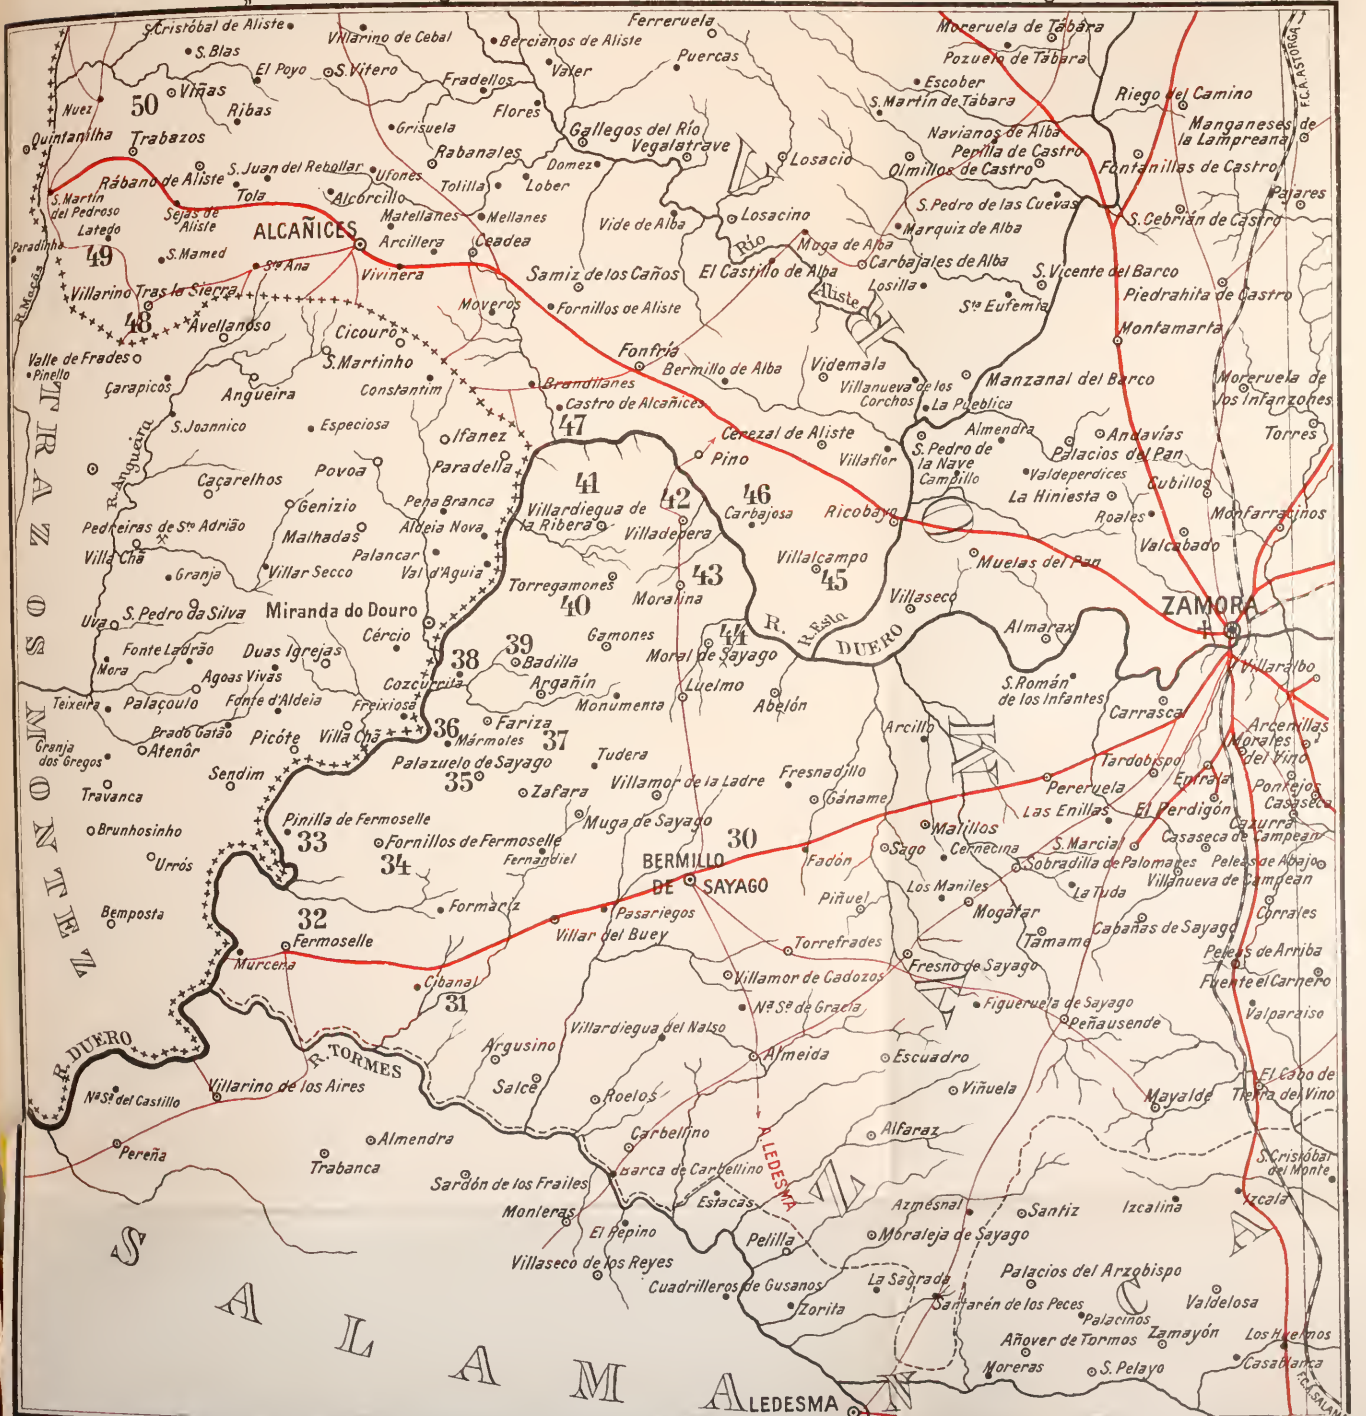 S. Cristóbal de Aliste
Villarino de Cebal
Bercianos de Aliste
Ferreruela
Moreruela de Tábara
F.C.A. ASTORGA
S. Blas
Puercas
Pozuelo de Tábara
El Poyo
S. Vitero
Valer
Fradellos
Escober
Nuez
50
Viñas
Ribas
Flores
S. Martín de Tábara
Riego del Camino
Quintanilha
Trabazos
Grisuela
Gallegos del Río
Navianos de Alba
Manganeses de
la Lampreana
Rabanales
Vegalatrave
Losacio
Perilla de Castro
Rábano de Aliste
S. Juan del Rebollar
Ufones
Domez
Olmillos de Castro
Fontanillas de Castro
Tola
Alcorcillo
Tolilla
Lober
Pajares
S. Martín
del Pedroso
Sejas de
Aliste
Matellanes
Mellanes
Vide de Alba
Losacino
S. Pedro de las Cuevas
S. Cebrián de Castro
Latedo
ALCAÑICES
Arcillera
Ceadea
Río
Muga de Alba
Marquiz de Alba
Paradinha
49
S. Mamed
Sta Ana
Vivinera
Samiz de los Caños
El Castillo de Alba
Carbajales de Alba
S. Vicente del Barco
R. Maçãs
Villarino Tras la Sierra
Moveros
Fornillos de Aliste
Aliste
Losilla
Sta Eufemia
Piedrahita de Castro
48
Avellanoso
Cicouro
Montamarta
Valle de Frades
Pinello
S. Martinho
Fonfría
Bermillo de Alba
Videmala
Çarapicos
Angueira
Constantim
Brandilanes
Villanueva de los
Corchos
Manzanal del Barco
Moreruela de
los Infanzones
Castro de Alcañices
La Pueblica
S. Joannico
Especiosa
Ifanez
47
Cerezal de Aliste
Almendra
Andavías
Torres
R. Angueira
Povoa
Paradella
Pino
Villaflor
S. Pedro de
la Nave
Campillo
Palacios del Pan
Caçarelhos
41
42
46
Valdeperdices
Cubillos
Genizio
Pena Branca
Villardiegua de
la Ribera
Carbajosa
Ricobayo
La Hiniesta
Pedreiras de Sto Adrião
Malhadas
Aldeia Nova
Villadepera
Roales
Monfarracinos
Villa Chã
Palancar
Valcabado
Granja
Villar Secco
Val d'Aguia
Torregamones
43
Villalcampo
45
Muelas del Pan
Miranda do Douro
40
Moralina
Villaseco
ZAMORA
Uva
S. Pedro da Silva
Cércio
Gamones
44
R. Esla
R. DUERO
Almarax
Fonte Ladrão
Duas Igrejas
39
Badilla
Moral de Sayago
Villaralbo
Mora
Agoas Vivas
38
Cozcurrita
Argañín
Luelmo
S. Román
de los Infantes
Teixeira
Palaçoulo
Fonte d'Aldeia
Freixiosa
Monumenta
Abelón
Carrascal
Prado Gatão
Picóte
Villa Chã
36
Fariza
Arcillo
Arcenillas
Granja
dos Gregos
Atenôr
Mármoles
37
Morales
del Vino
Palazuelo de Sayago
Tudera
Tardobispo
Sendim
35
Villamor de la Ladre
Fresnadillo
Pereruela
Entrala
Pontejos
Travanca
Zafara
Gáname
Las Enillas
El Perdigón
Casaseca
Brunhosinho
Pinilla de Fermoselle
Muga de Sayago
Malillos
Cazurra
33
Fornillos de Fermoselle
30
S. Marcial
Casaseca de Campean
Urrós
34
Fernandiel
BERMILLO
DE SAYAGO
Fadón
Sago
Cernecina
Sobradilla de Palomares
Peleas de Abajo
Los Maniles
La Tuda
Villanueva de Campean
Bemposta
32
Formariz
Pasariegos
Piñuel
Mogátar
Corrales
Fermoselle
Villar del Buey
Torrefrades
Tamame
Cabañas de Sayago
Murcena
Cibanal
Fresno de Sayago
Peleas de Arriba
31
Villamor de Cadozos
Fuente el Carnero
Na Sa de Gracia
Figueruela de Sayago
Valparaiso
R. DUERO
R. TORMES
Villardiegua del Nalso
Peñausende
Argusino
Almeida
Escuadro
Na Sa del Castillo
Villarino de los Aires
Salce
Roelos
Viñuela
Mayalde
El Cubo de
Tierra del Vino
Pereña
Almendra
Carbellino
Alfaraz
Trabanca
Barca de Carbellino
A. LEDESMA
S. Cristóbal
del Monte
Sardón de los Frailes
Estacas
Azmesnal
Santiz
Izcalina
Izcala
Monleras
El Pepino
Pelilla
Moraleja de Sayago
Villaseco de los Reyes
La Sagrada
Palacios del Arzobispo
Cuadrilleros de Gusanos
Zorita
Santarén de los Peces
Valdelosa
Palacinos
Añover de Tormos
Zamayón
Los Huelmos
Moreras
S. Pelayo
Casablanca
LEDESMA
F.C.A. SALAM
TRAZ OS MONTEZ
ZAMORA
SALAMANCA